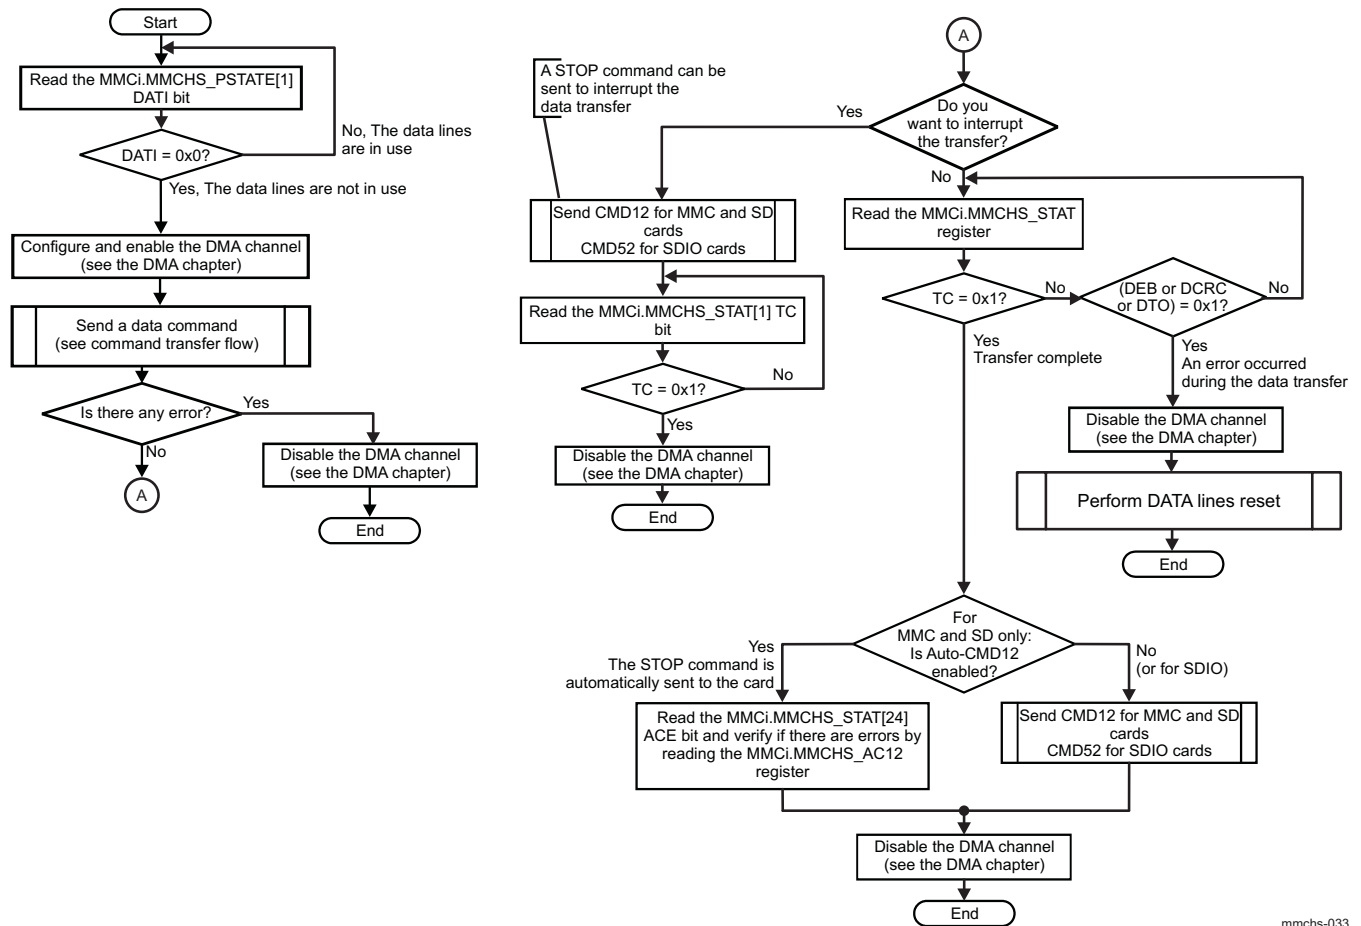 Start
Read the MMCi.MMCHS_PSTATE[1]
DATI bit
DATI = 0x0?
No, The data lines
are in use
Yes, The data lines are not in use
Configure and enable the DMA channel
(see the DMA chapter)
Send a data command
(see command transfer flow)
Is there any error?
Yes
No
A
Disable the DMA channel
(see the DMA chapter)
End
A
Do you
want to interrupt
the transfer?
Yes
No
A STOP command can be
sent to interrupt the
data transfer
Send CMD12 for MMC and SD
cards
CMD52 for SDIO cards
Read the MMCi.MMCHS_STAT[1] TC
bit
TC = 0x1?
No
Yes
Disable the DMA channel
(see the DMA chapter)
End
Read the MMCi.MMCHS_STAT
register
TC = 0x1?
No
Yes
Transfer complete
(DEB or DCRC
or DTO) = 0x1?
No
Yes
An error occurred
during the data transfer
Disable the DMA channel
(see the DMA chapter)
Perform DATA lines reset
End
For
MMC and SD only:
Is Auto-CMD12
enabled?
Yes
The STOP command is
automatically sent to the card
No
(or for SDIO)
Read the MMCi.MMCHS_STAT[24]
ACE bit and verify if there are errors by
reading the MMCi.MMCHS_AC12
register
Send CMD12 for MMC and SD
cards
CMD52 for SDIO cards
Disable the DMA channel
(see the DMA chapter)
End
mmchs-033